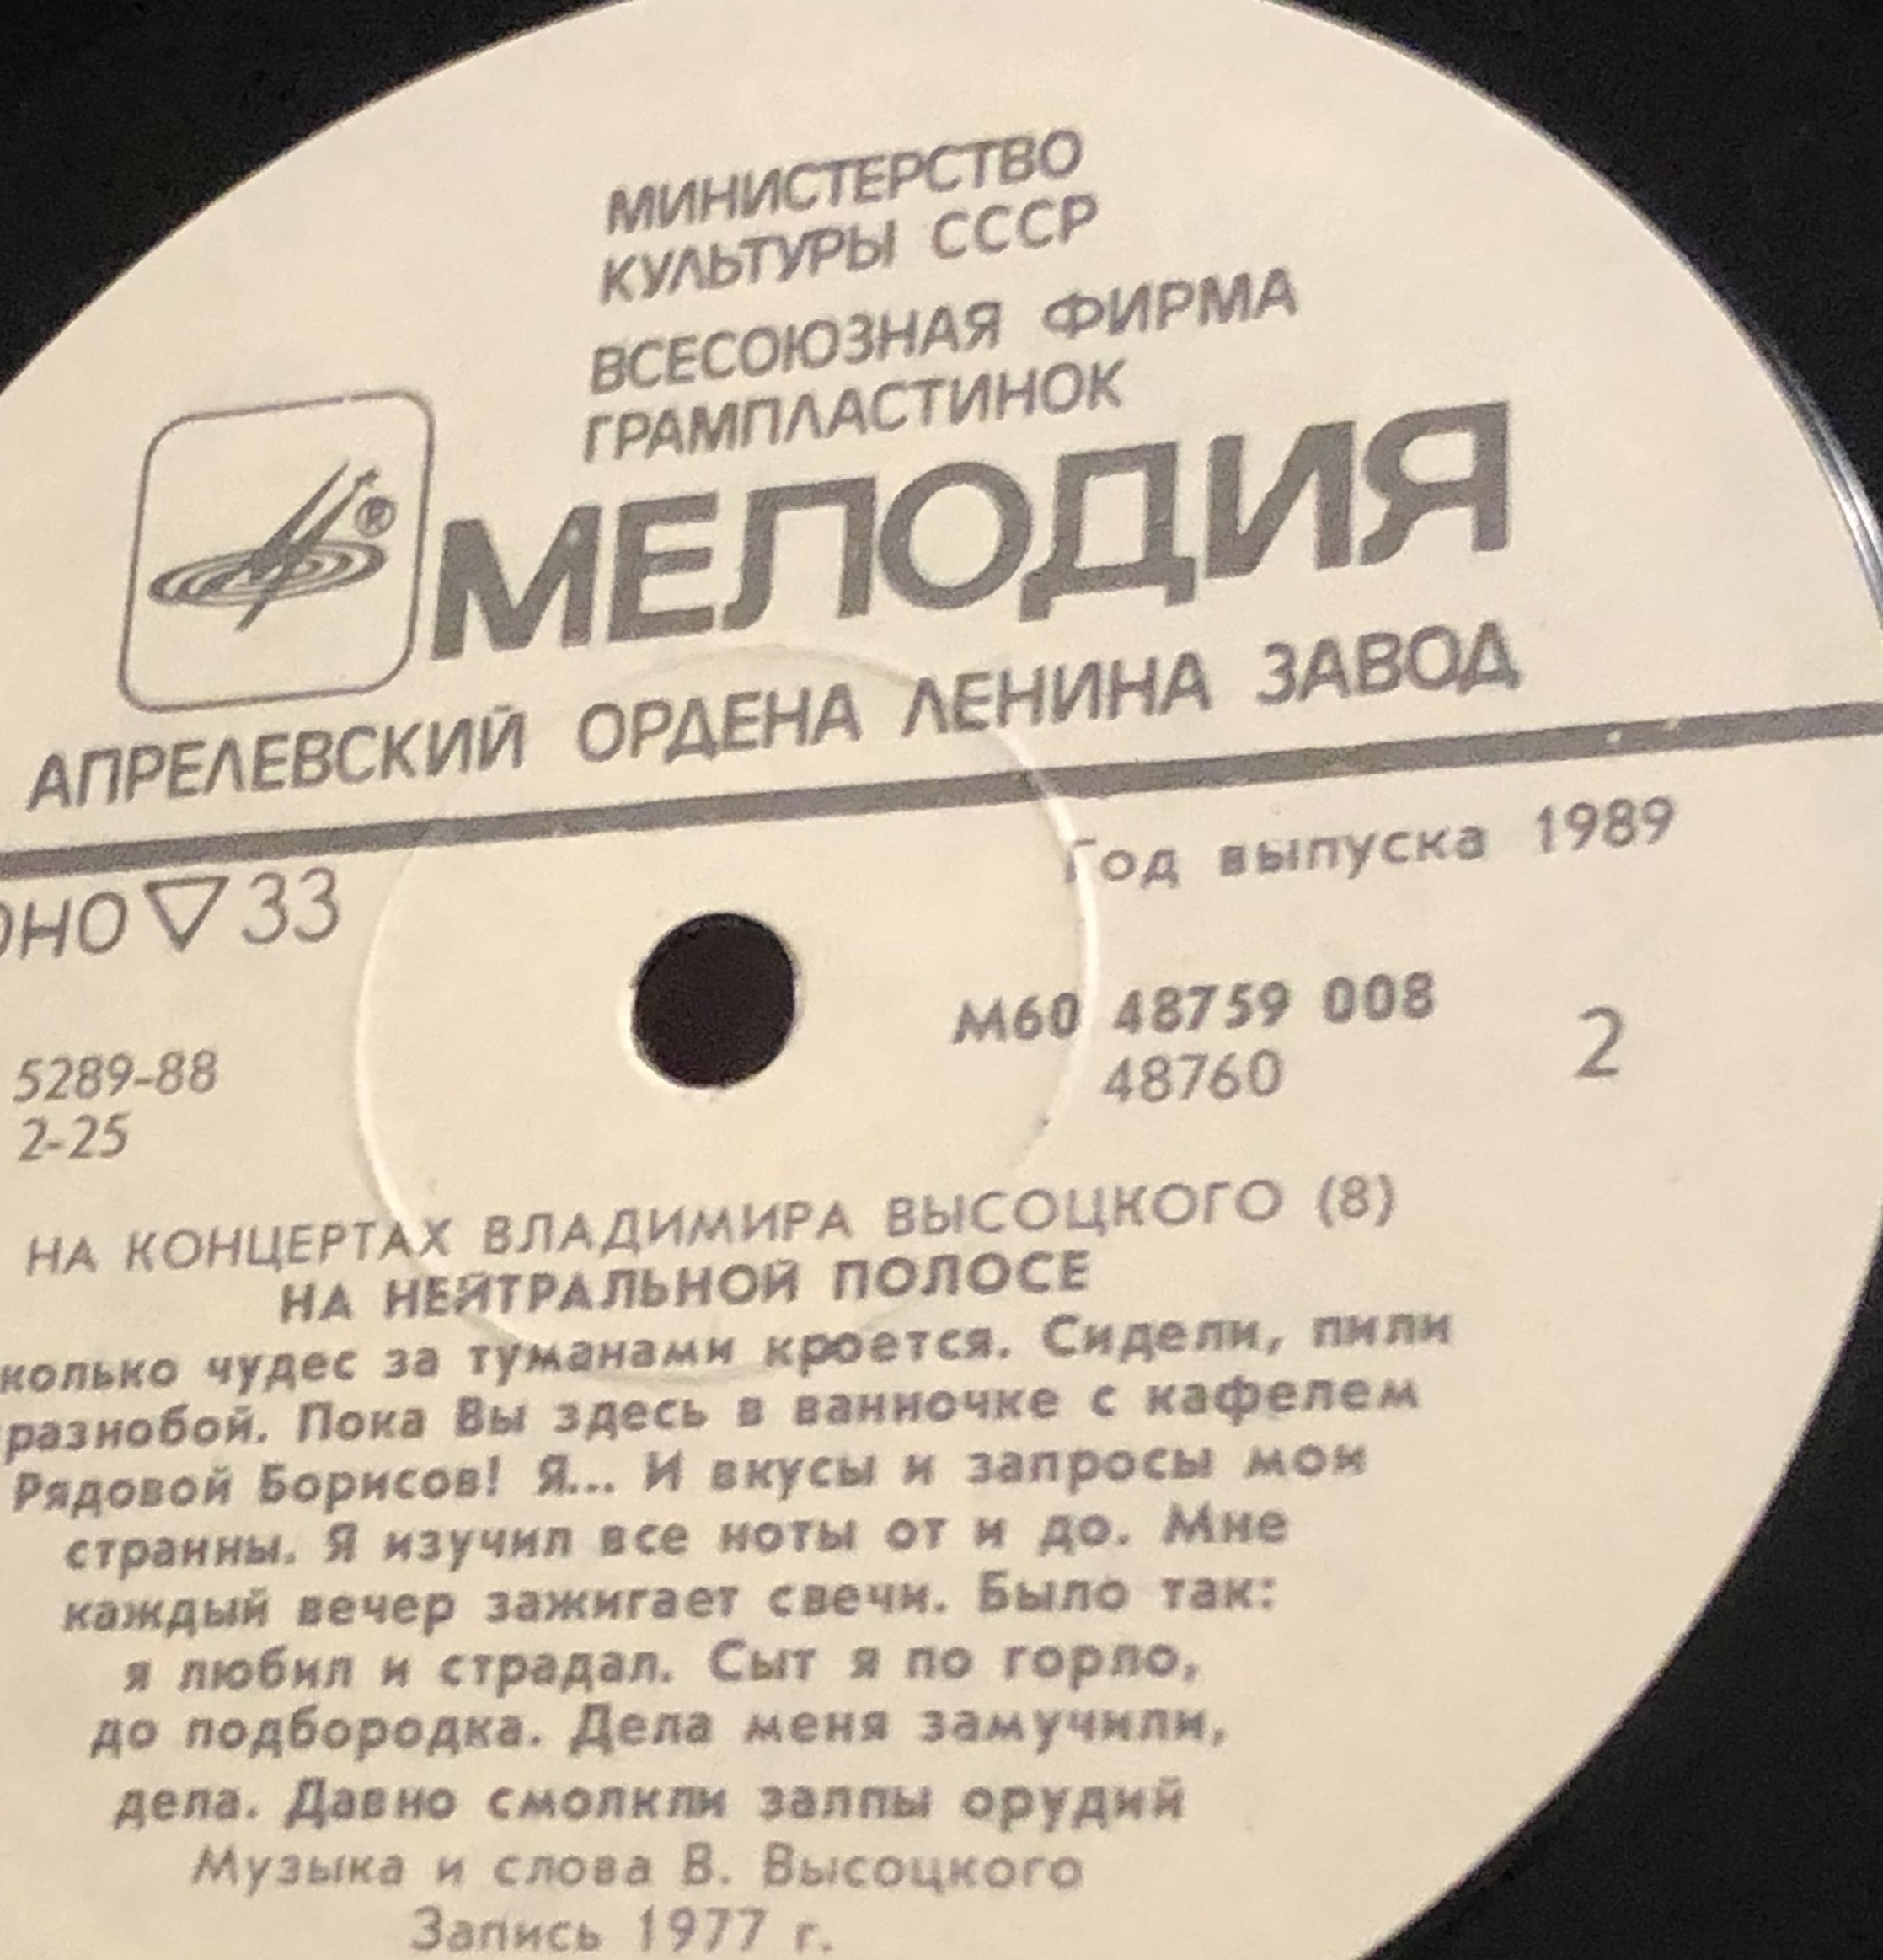 МИНИСТЕРСТВО
КУЛЬТУРЫ СССР
ВСЕСОЮЗНАЯ ФИРМА
ГРАМПЛАСТИНОК
®
МЕЛОДИЯ
АПРЕЛЕВСКИЙ ОРДЕНА ЛЕНИНА ЗАВОД
ОНО ▽ 33
Год выпуска 1989
М60 48759 008
48760
2
5289-88
2-25
НА КОНЦЕРТАХ ВЛАДИМИРА ВЫСОЦКОГО (8)
НА НЕЙТРАЛЬНОЙ ПОЛОСЕ
колько чудес за туманами кроется. Сидели, пили
разнобой. Пока Вы здесь в ванночке с кафелем
Рядовой Борисов! Я... И вкусы и запросы мои
странны. Я изучил все ноты от и до. Мне
каждый вечер зажигает свечи. Было так:
я любил и страдал. Сыт я по горло,
до подбородка. Дела меня замучили,
дела. Давно смолкли залпы орудий
Музыка и слова В. Высоцкого
Запись 1977 г.